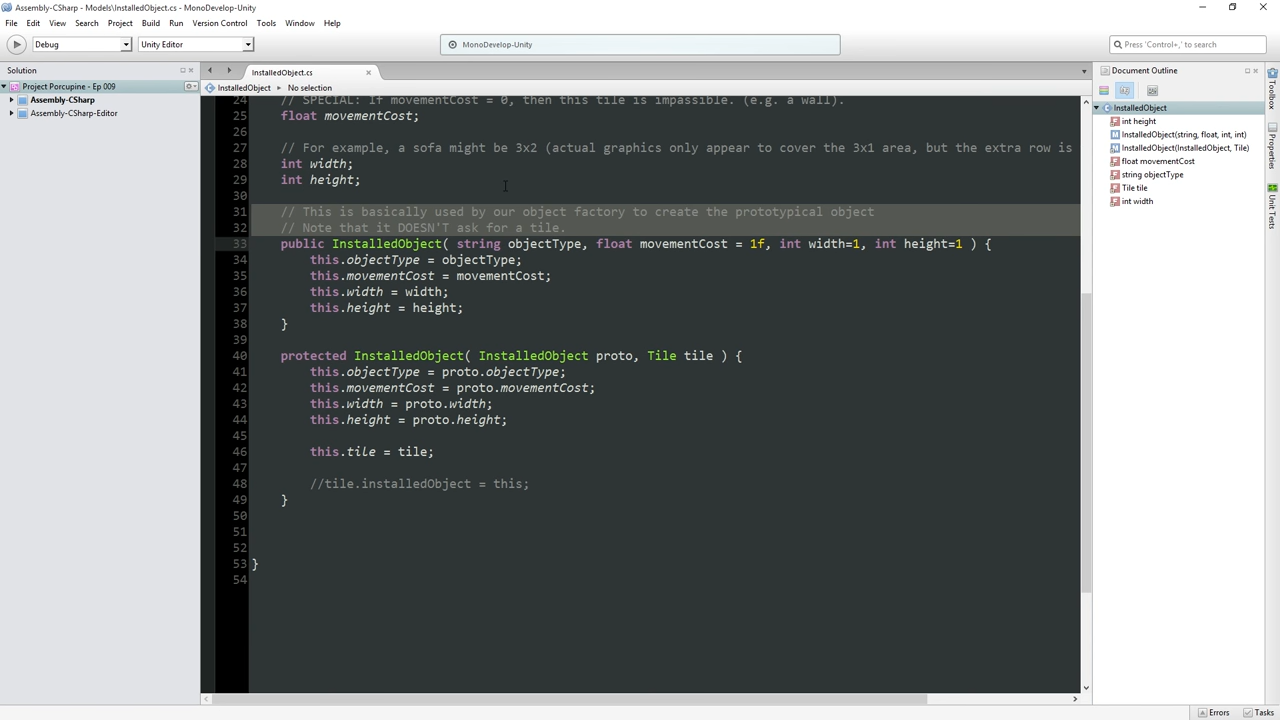 Assembly-CSharp - Models\InstalledObject.cs - MonoDevelop-Unity
File Edit View Search Project Build Run Version Control Tools Window Help
Debug Unity Editor MonoDevelop-Unity Press 'Control+,' to search
Solution
Project Porcupine - Ep 009
Assembly-CSharp
Assembly-CSharp-Editor
InstalledObject.cs
InstalledObject No selection
24 // SPECIAL: If movementCost = 0, then this tile is impassible. (e.g. a wall).
25 float movementCost;
26
27 // For example, a sofa might be 3x2 (actual graphics only appear to cover the 3x1 area, but the extra row is
28 int width;
29 int height;
30
31 // This is basically used by our object factory to create the prototypical object
32 // Note that it DOESN'T ask for a tile.
33 public InstalledObject( string objectType, float movementCost = 1f, int width=1, int height=1 ) {
34 this.objectType = objectType;
35 this.movementCost = movementCost;
36 this.width = width;
37 this.height = height;
38 }
39
40 protected InstalledObject( InstalledObject proto, Tile tile ) {
41 this.objectType = proto.objectType;
42 this.movementCost = proto.movementCost;
43 this.width = proto.width;
44 this.height = proto.height;
45
46 this.tile = tile;
47
48 //tile.installedObject = this;
49 }
50
51
52
53 }
54
Document Outline
InstalledObject
int height
InstalledObject(string, float, int, int)
InstalledObject(InstalledObject, Tile)
float movementCost
string objectType
Tile tile
int width
Toolbox
Properties
Unit Tests
Errors Tasks